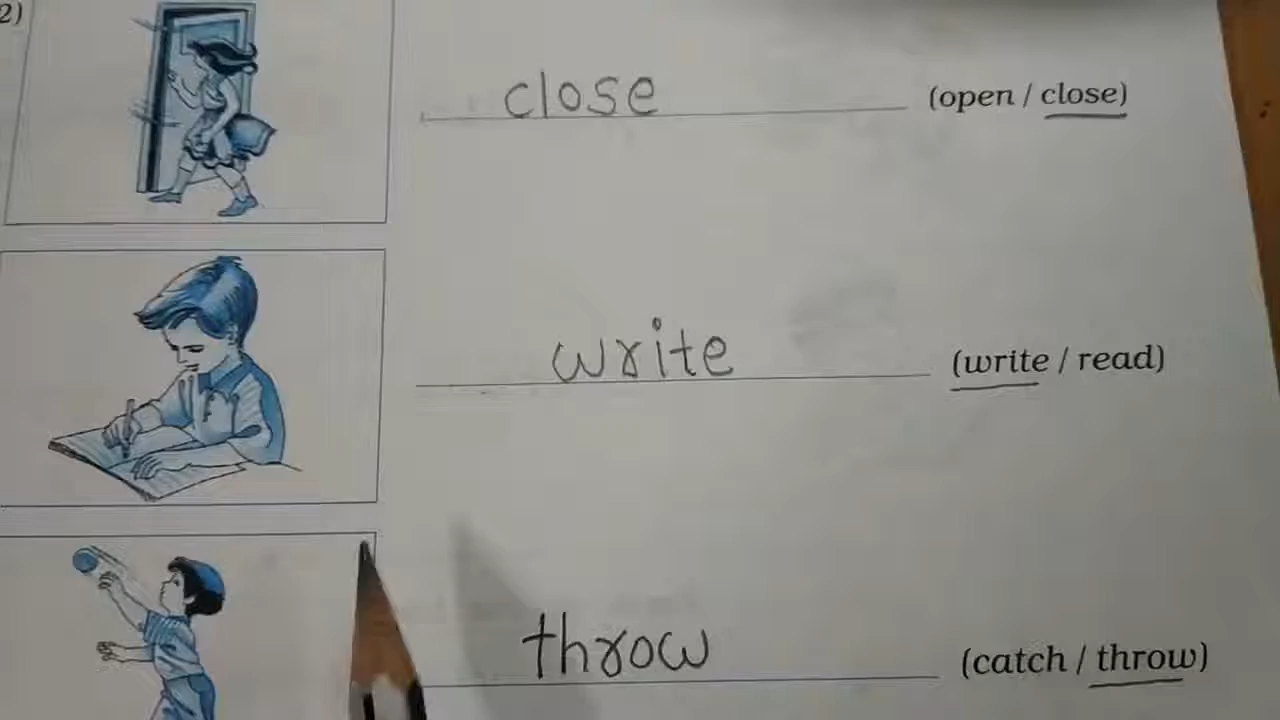 2)
close (open / close)
write (write / read)
throw (catch / throw)